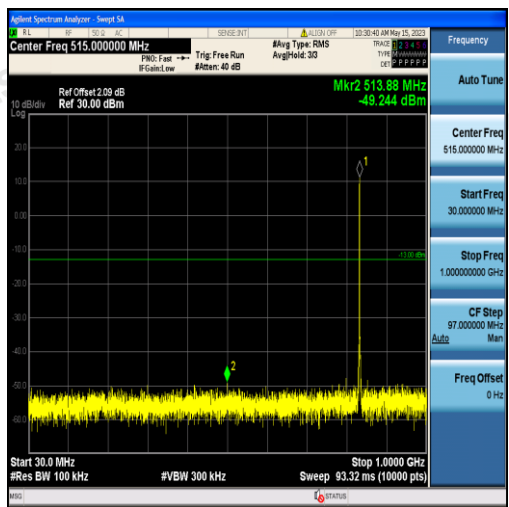 Agilent Spectrum Analyzer - Swept SA
RL RF 50 Ω AC SENSE:INT ALIGN OFF 10:30:40 AM May 15, 2023
Center Freq 515.000000 MHz
PNO: Fast
IFGain:Low
Trig: Free Run
#Atten: 40 dB
#Avg Type: RMS
Avg|Hold: 3/3
TRACE 1 2 3 4 5 6
TYPE
DET P P P P P P
Frequency
Mkr2 513.88 MHz
-49.244 dBm
Ref Offset 2.09 dB
10 dB/div Ref 30.00 dBm
Log
20.0
10.0
0.00
-10.0
-20.0
-30.0
-40.0
-50.0
-60.0
1
-13.00 dBm
2
Start 30.0 MHz
Stop 1.0000 GHz
#Res BW 100 kHz
#VBW 300 kHz
Sweep 93.32 ms (10000 pts)
MSG
STATUS
Auto Tune
Center Freq
515.000000 MHz
Start Freq
30.000000 MHz
Stop Freq
1.000000000 GHz
CF Step
97.000000 MHz
Auto Man
Freq Offset
0 Hz